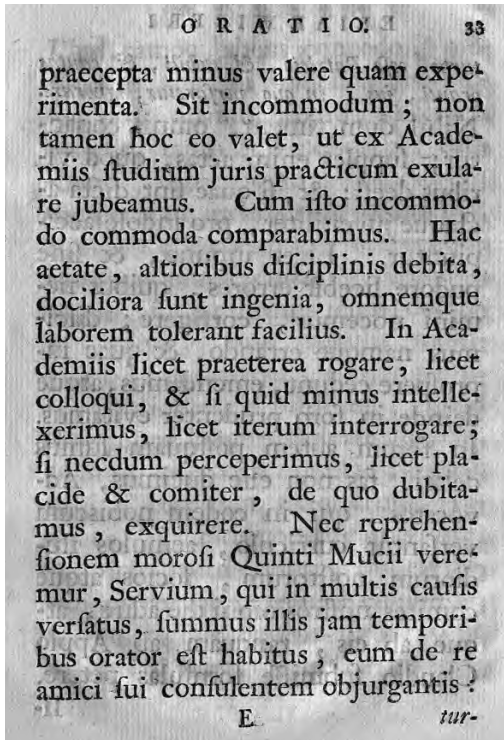 ORATIO. 33
praecepta minus valere quam expe-
rimenta. Sit incommodum; non
tamen hoc eo valet, ut ex Acade-
miis ſtudium juris practicum exula-
re jubeamus. Cum iſto incommo-
do commoda comparabimus. Hac
aetate, altioribus diſciplinis debita,
dociliora ſunt ingenia, omnemque
laborem tolerant facilius. In Aca-
demiis licet praeterea rogare, licet
colloqui, & ſi quid minus intelle-
xerimus, licet iterum interrogare;
ſi necdum perceperimus, licet pla-
cide & comiter, de quo dubita-
mus, exquirere. Nec reprehen-
ſionem moroſi Quinti Mucii vere-
mur, Servium, qui in multis cauſis
verſatus, ſummus illis jam tempori-
bus orator eſt habitus, eum de re
amici ſui conſulentem objurgantis:
E tur-